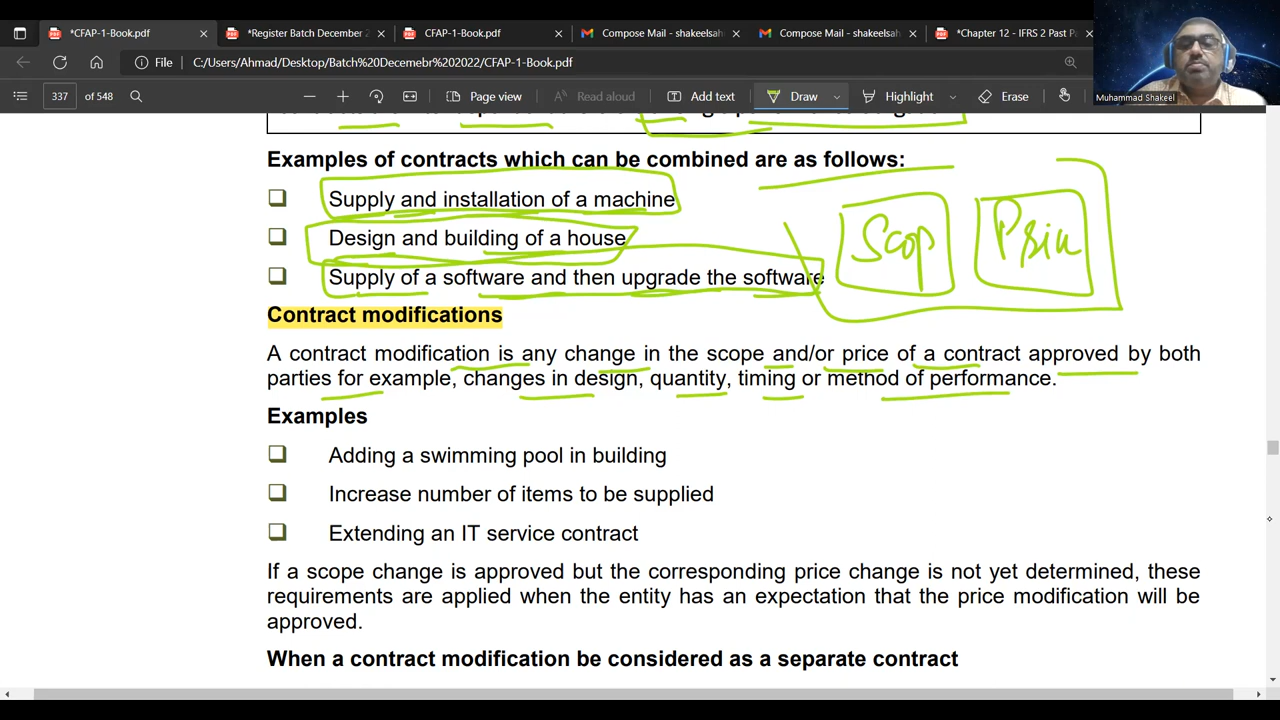 *CFAP-1-Book.pdf
*Register Batch December 2
CFAP-1-Book.pdf
Compose Mail - shakeelsa
Compose Mail - shakeelsa
*Chapter 12 - IFRS 2 Past P
File C:/Users/Ahmad/Desktop/Batch%20Decemebr%202022/CFAP-1-Book.pdf
337 of 548 Page view Read aloud Add text Draw Highlight Erase
Muhammad Shakeel
Examples of contracts which can be combined are as follows:
Supply and installation of a machine
Design and building of a house
Supply of a software and then upgrade the software
Scop
Contract modifications
A contract modification is any change in the scope and/or price of a contract approved by both
parties for example, changes in design, quantity, timing or method of performance.
Examples
Adding a swimming pool in building
Increase number of items to be supplied
Extending an IT service contract
If a scope change is approved but the corresponding price change is not yet determined, these
requirements are applied when the entity has an expectation that the price modification will be
approved.
When a contract modification be considered as a separate contract